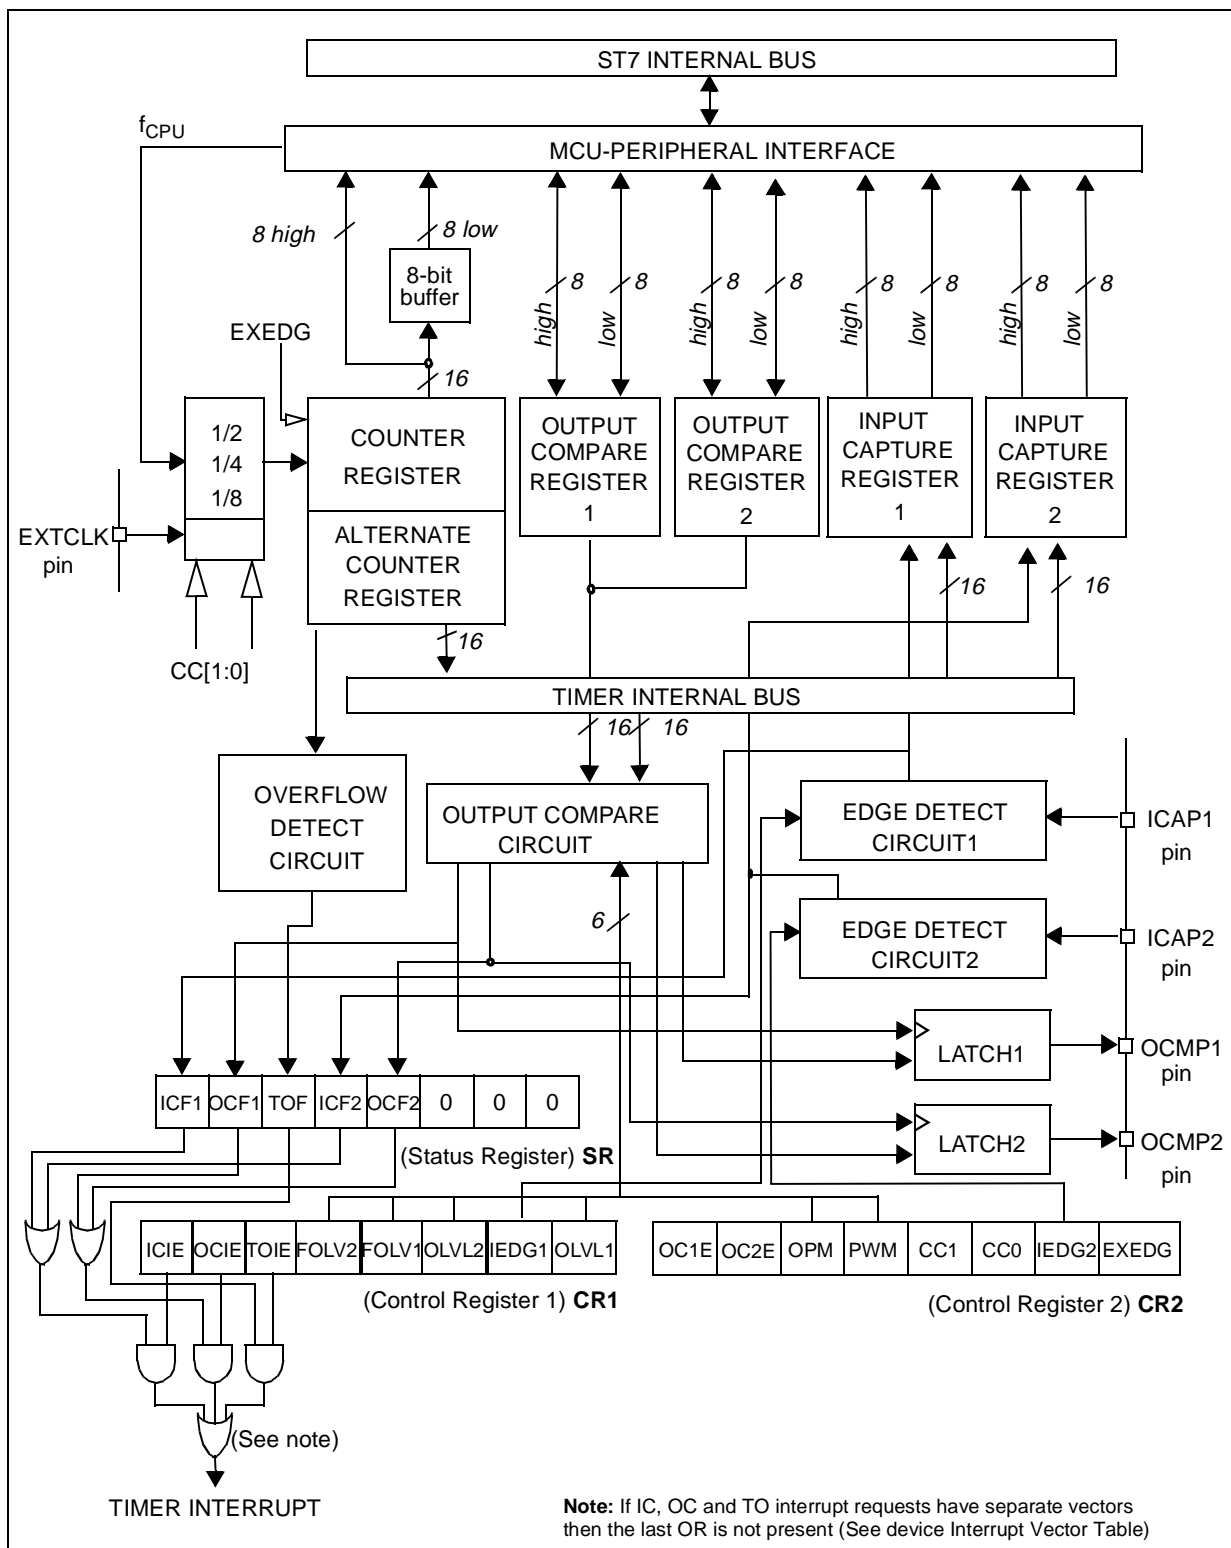 ST7 INTERNAL BUS
fCPU
MCU-PERIPHERAL INTERFACE
8 high
8 low
8-bit
buffer
high
8
low
8
high
8
low
8
high
8
low
8
high
8
low
8
EXEDG
16
1/2
1/4
1/8
COUNTER
REGISTER
ALTERNATE
COUNTER
REGISTER
OUTPUT
COMPARE
REGISTER
1
OUTPUT
COMPARE
REGISTER
2
INPUT
CAPTURE
REGISTER
1
INPUT
CAPTURE
REGISTER
2
EXTCLK
pin
CC[1:0]
16
16
16
TIMER INTERNAL BUS
16
16
OVERFLOW
DETECT
CIRCUIT
OUTPUT COMPARE
CIRCUIT
6
EDGE DETECT
CIRCUIT1
ICAP1
pin
EDGE DETECT
CIRCUIT2
ICAP2
pin
LATCH1
OCMP1
pin
LATCH2
OCMP2
pin
ICF1 OCF1 TOF ICF2 OCF2 0 0 0
(Status Register) SR
ICIE OCIE TOIE FOLV2 FOLV1 OLVL2 IEDG1 OLVL1
(Control Register 1) CR1
OC1E OC2E OPM PWM CC1 CC0 IEDG2 EXEDG
(Control Register 2) CR2
(See note)
TIMER INTERRUPT
Note: If IC, OC and TO interrupt requests have separate vectors
then the last OR is not present (See device Interrupt Vector Table)